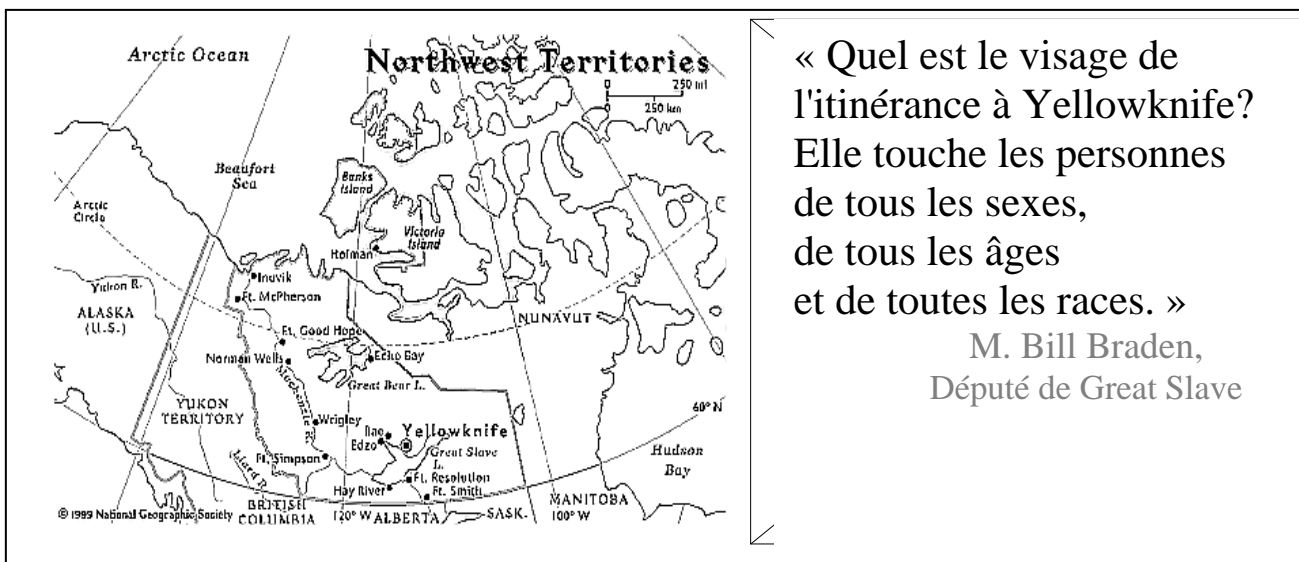 Arctic Ocean
Northwest Territories
0 250 mi
0 250 km
Beaufort
Sea
Banks
Island
Arctic
Circle
Victoria
Island
Holman
Inuvik
Yukon R.
Ft. McPherson
ALASKA
(U.S.)
NUNAVUT
Ft. Good Hope
Norman Wells
Echo Bay
Mackenzie R.
Great Bear L.
YUKON
TERRITORY
60° N
Wrigley
Rae
Yellowknife
Edzo
Great Slave
L.
Hudson
Bay
Ft. Simpson
Liard R.
Ft. Resolution
Hay River
Ft. Smith
MANITOBA
BRITISH
COLUMBIA
120° W
ALBERTA
SASK.
100° W
© 1999 National Geographic Society
« Quel est le visage de
l'itinérance à Yellowknife?
Elle touche les personnes
de tous les sexes,
de tous les âges
et de toutes les races. »
M. Bill Braden,
Député de Great Slave